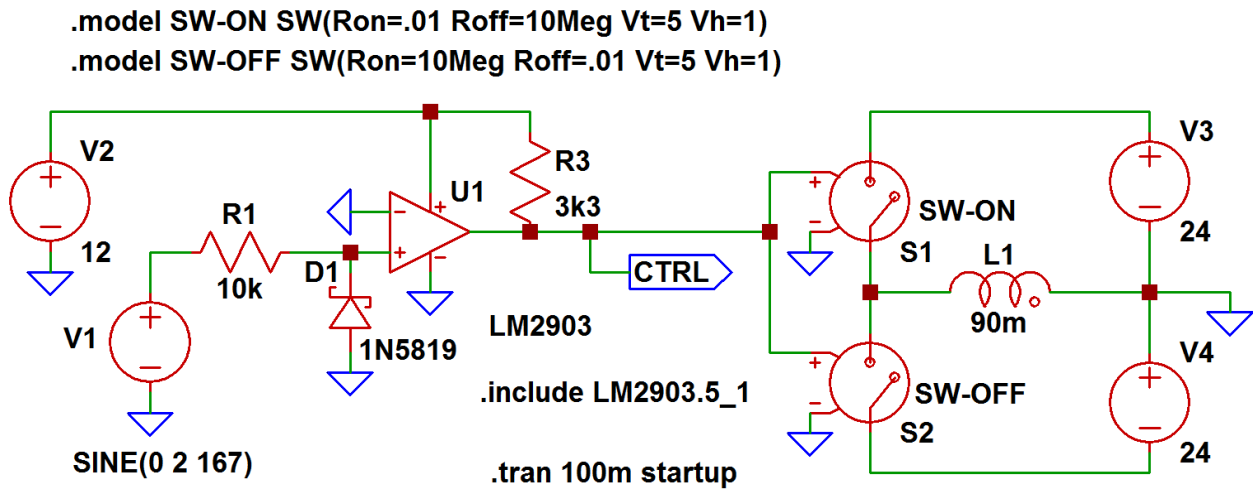 .model SW-ON SW(Ron=.01 Roff=10Meg Vt=5 Vh=1)
.model SW-OFF SW(Ron=10Meg Roff=.01 Vt=5 Vh=1)
V2
12
V1
SINE(0 2 167)
R1
10k
D1
1N5819
U1
LM2903
R3
3k3
CTRL
.include LM2903.5_1
.tran 100m startup
SW-ON
S1
L1
90m
SW-OFF
S2
V3
24
V4
24